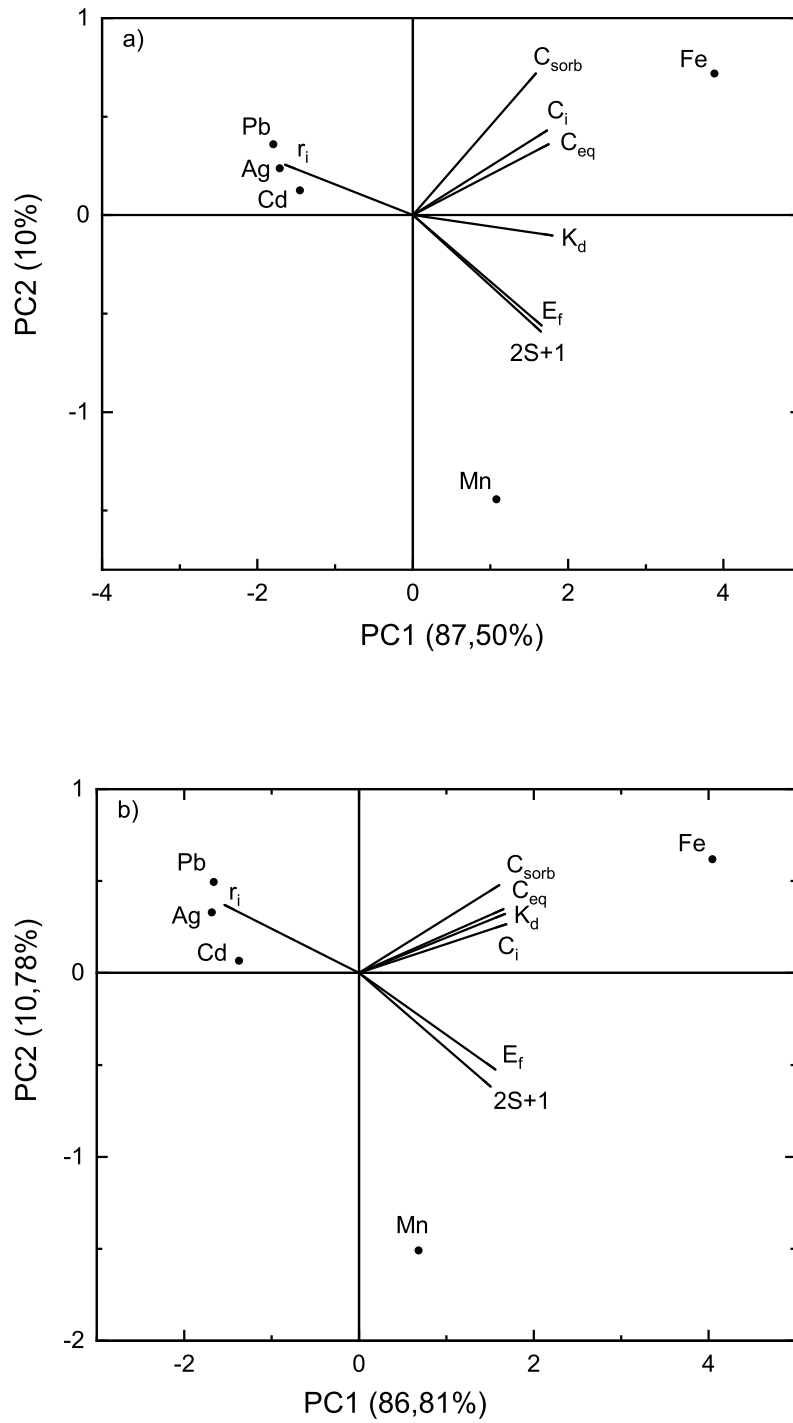 1
a)
C_sorb
Fe
C_i
Pb
r_i
C_eq
Ag
Cd
0
K_d
PC2 (10%)
E_f
2S+1
-1
Mn
-4 -2 0 2 4
PC1 (87,50%)
1
b)
Fe
Pb
C_sorb
r_i
C_eq
Ag
K_d
Cd
C_i
0
PC2 (10,78%)
E_f
2S+1
-1
Mn
-2
-2 0 2 4
PC1 (86,81%)